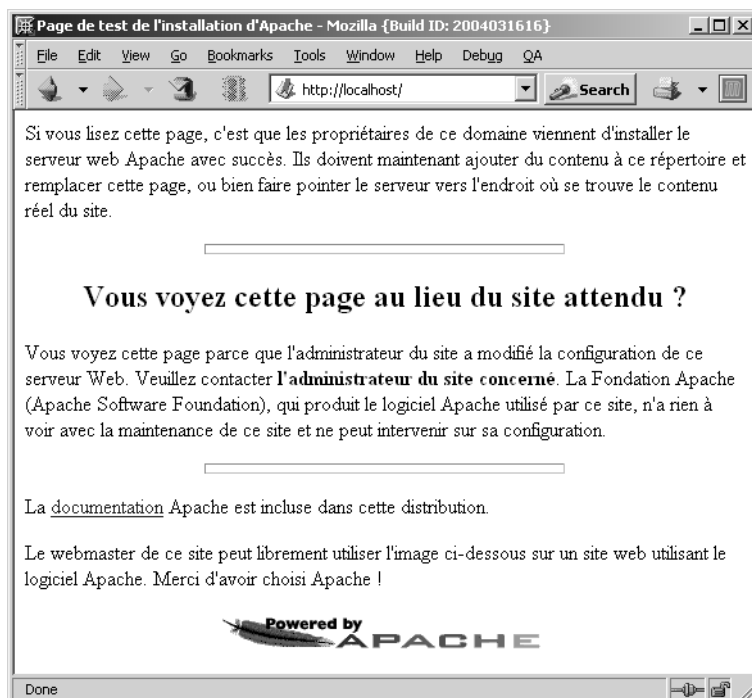 Page de test de l'installation d'Apache - Mozilla {Build ID: 2004031616}
File Edit View Go Bookmarks Tools Window Help Debug QA
http://localhost/ Search
Si vous lisez cette page, c'est que les propriétaires de ce domaine viennent d'installer le
serveur web Apache avec succès. Ils doivent maintenant ajouter du contenu à ce répertoire et
remplacer cette page, ou bien faire pointer le serveur vers l'endroit où se trouve le contenu
réel du site.
Vous voyez cette page au lieu du site attendu ?
Vous voyez cette page parce que l'administrateur du site a modifié la configuration de ce
serveur Web. Veuillez contacter l'administrateur du site concerné. La Fondation Apache
(Apache Software Foundation), qui produit le logiciel Apache utilisé par ce site, n'a rien à
voir avec la maintenance de ce site et ne peut intervenir sur sa configuration.
La documentation Apache est incluse dans cette distribution.
Le webmaster de ce site peut librement utiliser l'image ci-dessous sur un site web utilisant le
logiciel Apache. Merci d'avoir choisi Apache !
Powered by
APACHE
Done